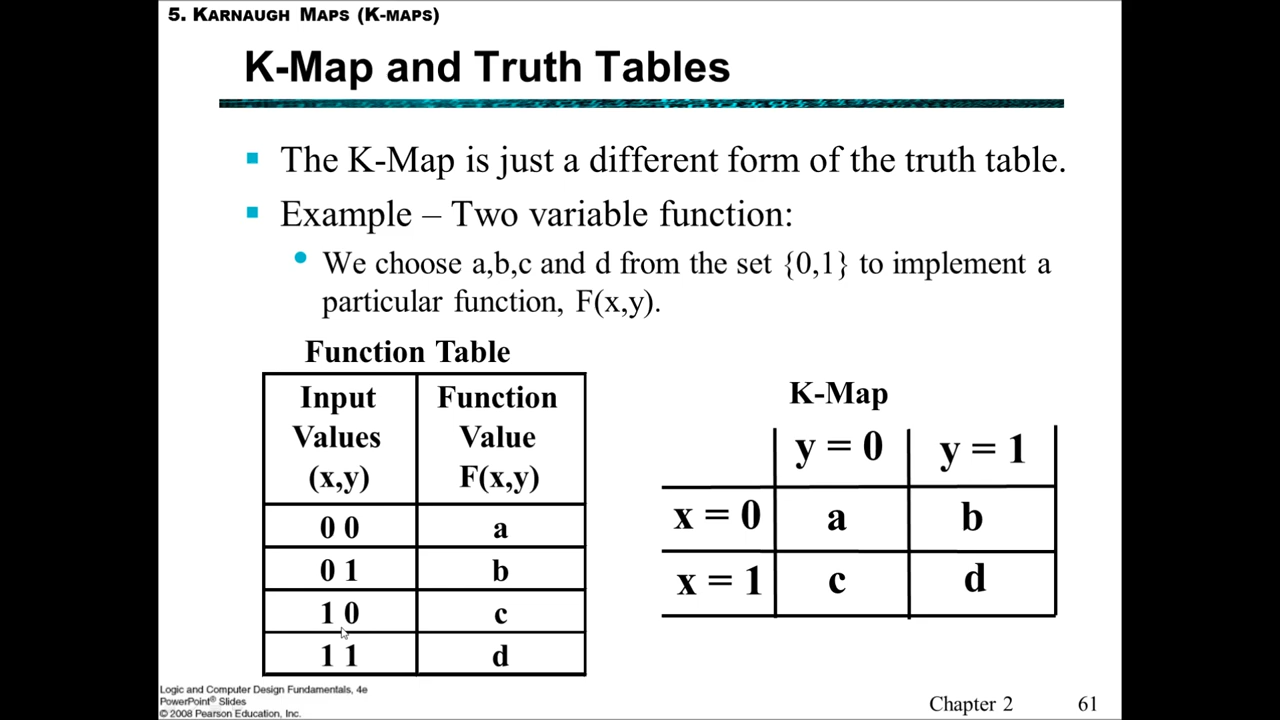 5. KARNAUGH MAPS (K-MAPS)
K-Map and Truth Tables
The K-Map is just a different form of the truth table.
Example – Two variable function:
We choose a,b,c and d from the set {0,1} to implement a
particular function, F(x,y).
Function Table
Input Function
Values Value
(x,y) F(x,y)
0 0 a
0 1 b
1 0 c
1 1 d
K-Map
y = 0 y = 1
x = 0 a b
x = 1 c d
Logic and Computer Design Fundamentals, 4e
PowerPoint® Slides
© 2008 Pearson Education, Inc.
Chapter 2 61